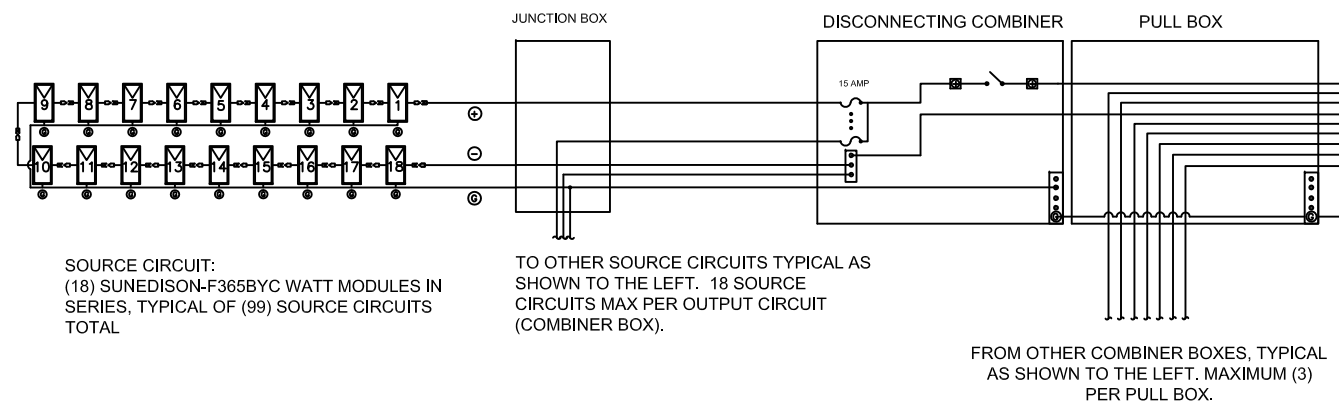 JUNCTION BOX
DISCONNECTING COMBINER
PULL BOX
15 AMP
9 8 7 6 5 4 3 2 1
+
G G G G G G G G G
−
10 11 12 13 14 15 16 17 18
G
G G G G G G G G G
G
G
SOURCE CIRCUIT:
(18) SUNEDISON-F365BYC WATT MODULES IN
SERIES, TYPICAL OF (99) SOURCE CIRCUITS
TOTAL
TO OTHER SOURCE CIRCUITS TYPICAL AS
SHOWN TO THE LEFT. 18 SOURCE
CIRCUITS MAX PER OUTPUT CIRCUIT
(COMBINER BOX).
FROM OTHER COMBINER BOXES, TYPICAL
AS SHOWN TO THE LEFT. MAXIMUM (3)
PER PULL BOX.